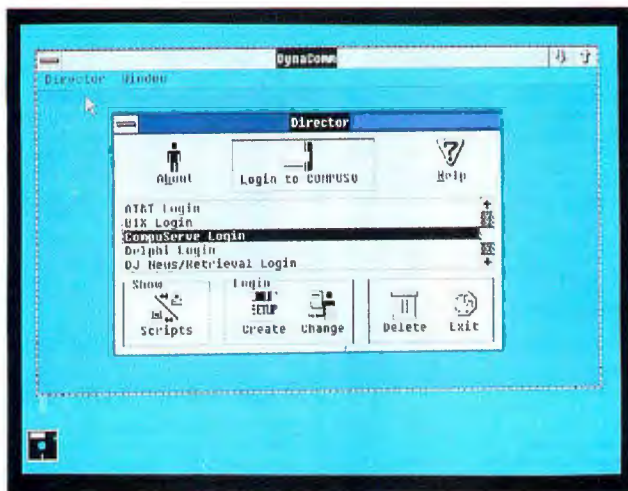 DynaComm
Director Window
Director
About
Login to COMPUSV
Help
AT&T Login
BIX Login
CompuServe Login
Delphi Login
DJ News/Retrieval Login
Show
Login
SETUP
Scripts
Create
Change
Delete
Exit